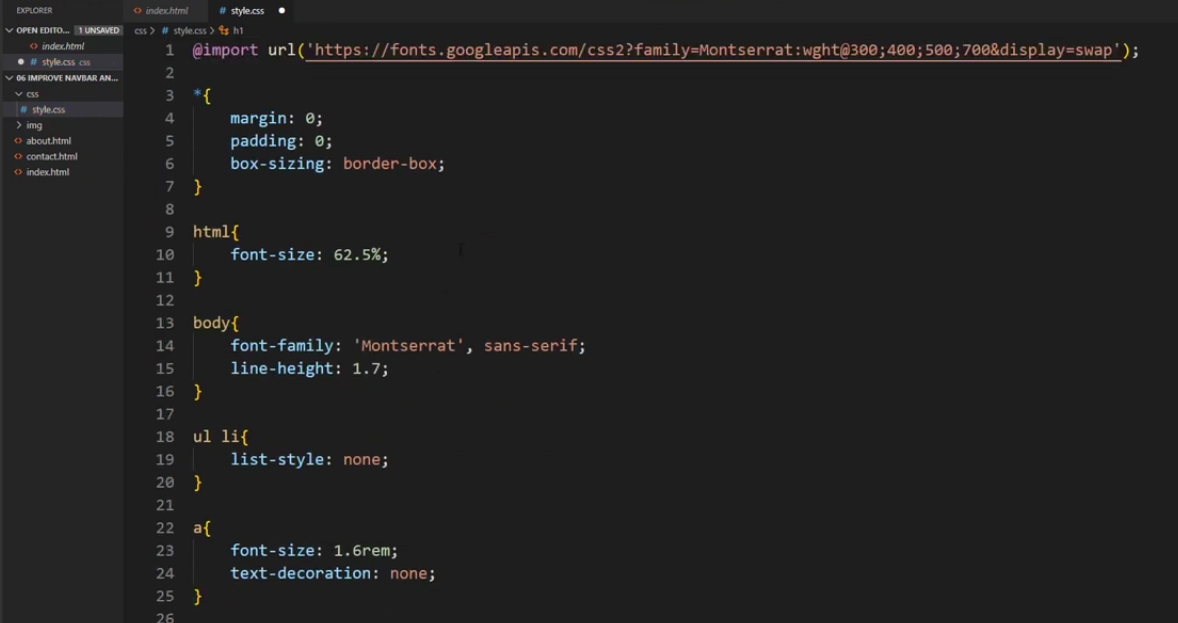 EXPLORER
OPEN EDITO... 1 UNSAVED
index.html
style.css css
06 IMPROVE NAVBAR AN...
css
# style.css
img
about.html
contact.html
index.html
index.html
# style.css
css > # style.css > h1
1 @import url('https://fonts.googleapis.com/css2?family=Montserrat:wght@300;400;500;700&display=swap');
2
3 *{
4 margin: 0;
5 padding: 0;
6 box-sizing: border-box;
7 }
8
9 html{
10 font-size: 62.5%;
11 }
12
13 body{
14 font-family: 'Montserrat', sans-serif;
15 line-height: 1.7;
16 }
17
18 ul li{
19 list-style: none;
20 }
21
22 a{
23 font-size: 1.6rem;
24 text-decoration: none;
25 }
26